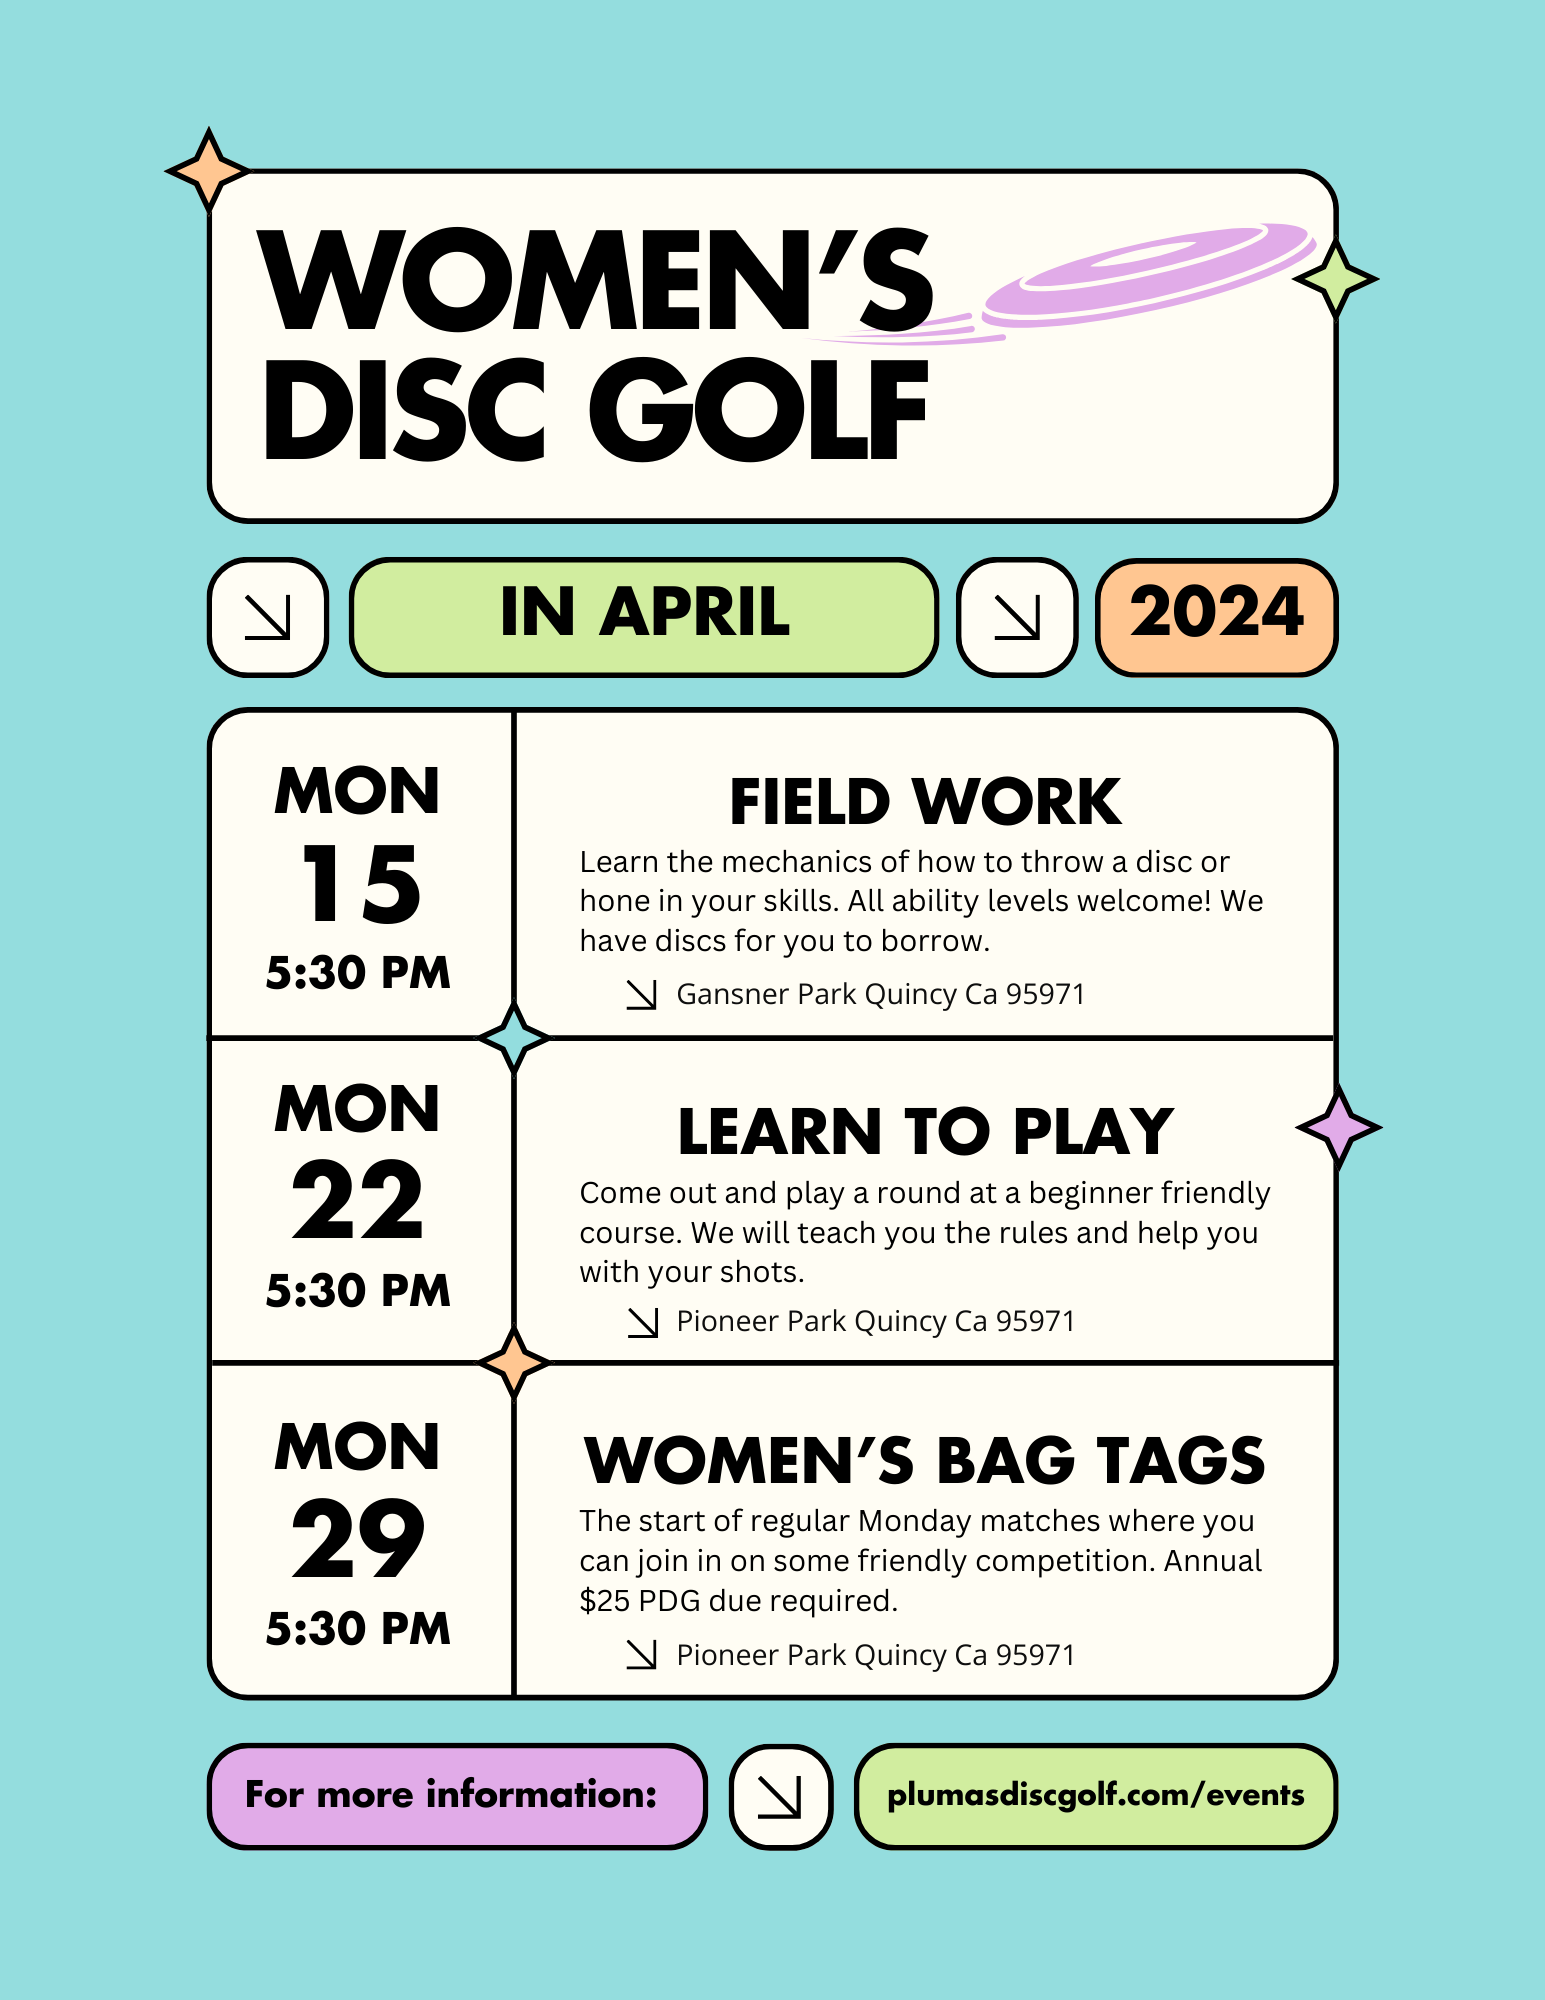 WOMEN’S
DISC GOLF
IN APRIL
2024
MON
15
5:30 PM
FIELD WORK
Learn the mechanics of how to throw a disc or
hone in your skills. All ability levels welcome! We
have discs for you to borrow.
Gansner Park Quincy Ca 95971
MON
22
5:30 PM
LEARN TO PLAY
Come out and play a round at a beginner friendly
course. We will teach you the rules and help you
with your shots.
Pioneer Park Quincy Ca 95971
MON
29
5:30 PM
WOMEN’S BAG TAGS
The start of regular Monday matches where you
can join in on some friendly competition. Annual
$25 PDG due required.
Pioneer Park Quincy Ca 95971
For more information:
plumasdiscgolf.com/events